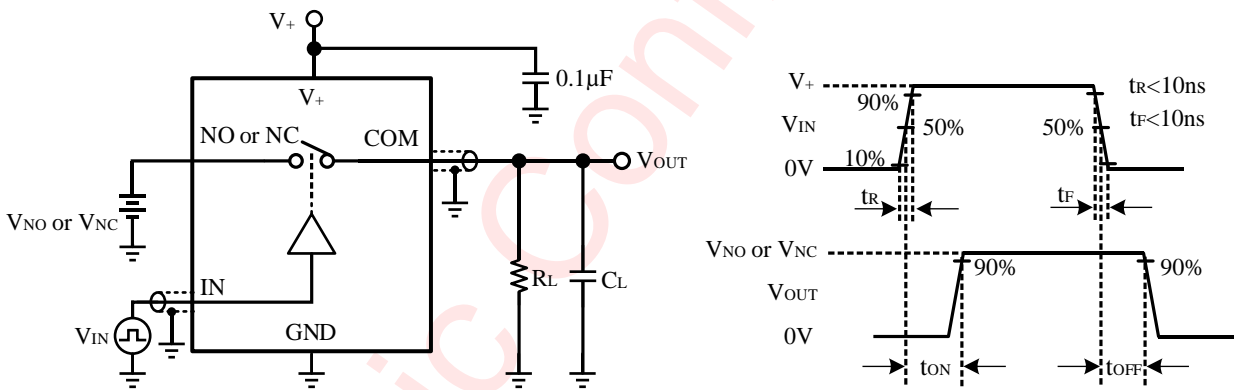 V+
0.1μF
V+
NO or NC
COM
VOUT
VNO or VNC
IN
RL
CL
VIN
GND
V+
90%
VIN
50%
50%
10%
0V
tR<10ns
tF<10ns
tR
tF
VNO or VNC
90%
90%
VOUT
0V
tON
tOFF